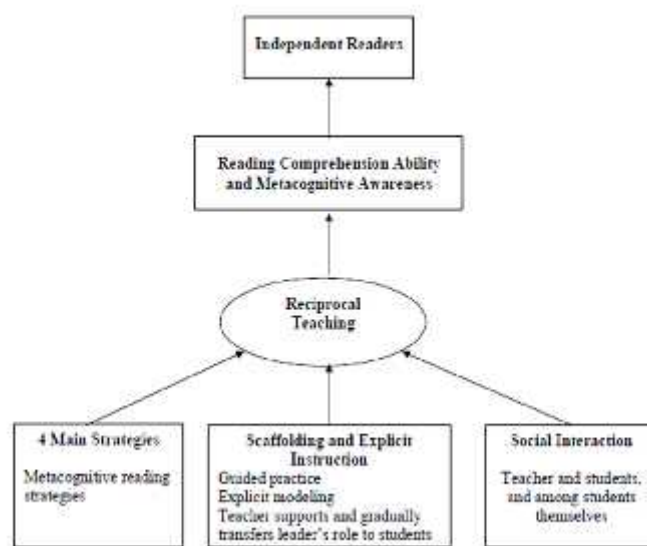 Independent Readers
Reading Comprehension Ability
and Metacognitive Awareness
Reciprocal
Teaching
4 Main Strategies
Metacognitive reading
strategies
Scaffolding and Explicit
Instruction
Guided practice
Explicit modeling
Teacher supports and gradually
transfers leader's role to students
Social Interaction
Teacher and students,
and among students
themselves